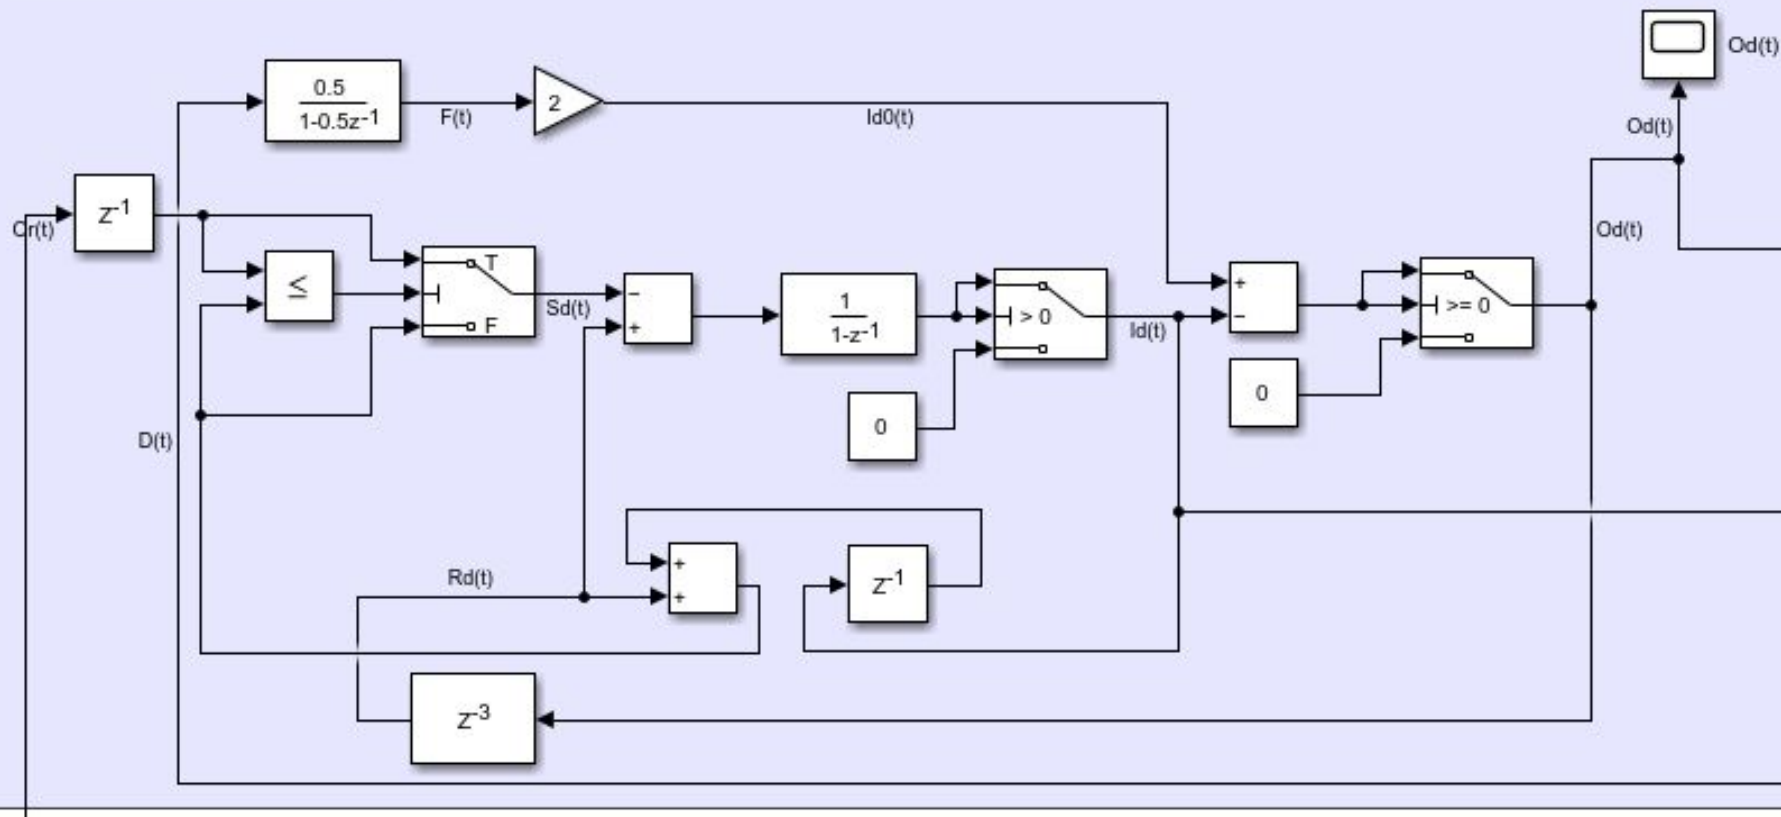 Od(t)
0.5
1-0.5z-1
F(t)
2
Id0(t)
Od(t)
z-1
Cr(t)
Od(t)
≤
T
F
Sd(t)
−
+
1
1-z-1
> 0
Id(t)
+
−
>= 0
0
0
D(t)
Rd(t)
+
+
z-1
z-3